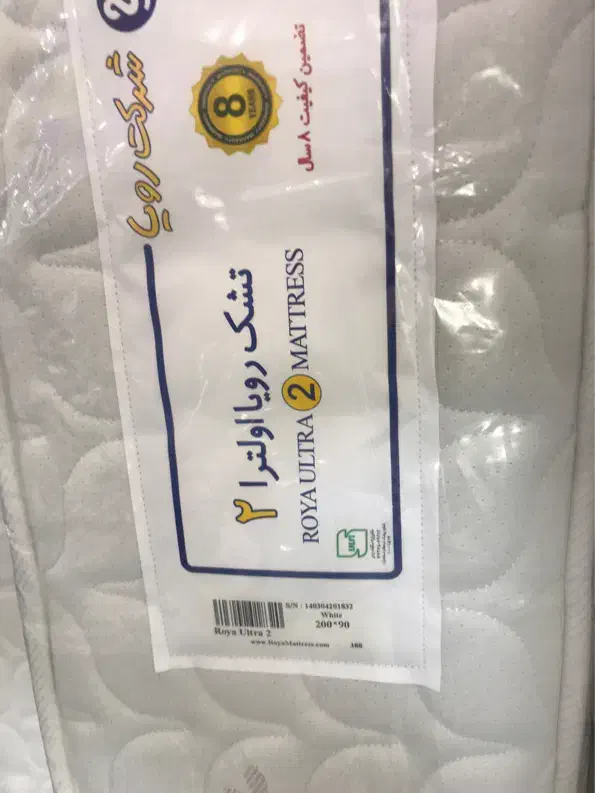 شرکت رویا
8
YEARS
تضمین کیفیت ۸ سال
تشک رویا اولترا ۲
ROYA ULTRA 2 MATTRESS
S/N : 140304201832
White
200*90
Roya Ultra 2
www.RoyaMattress.com